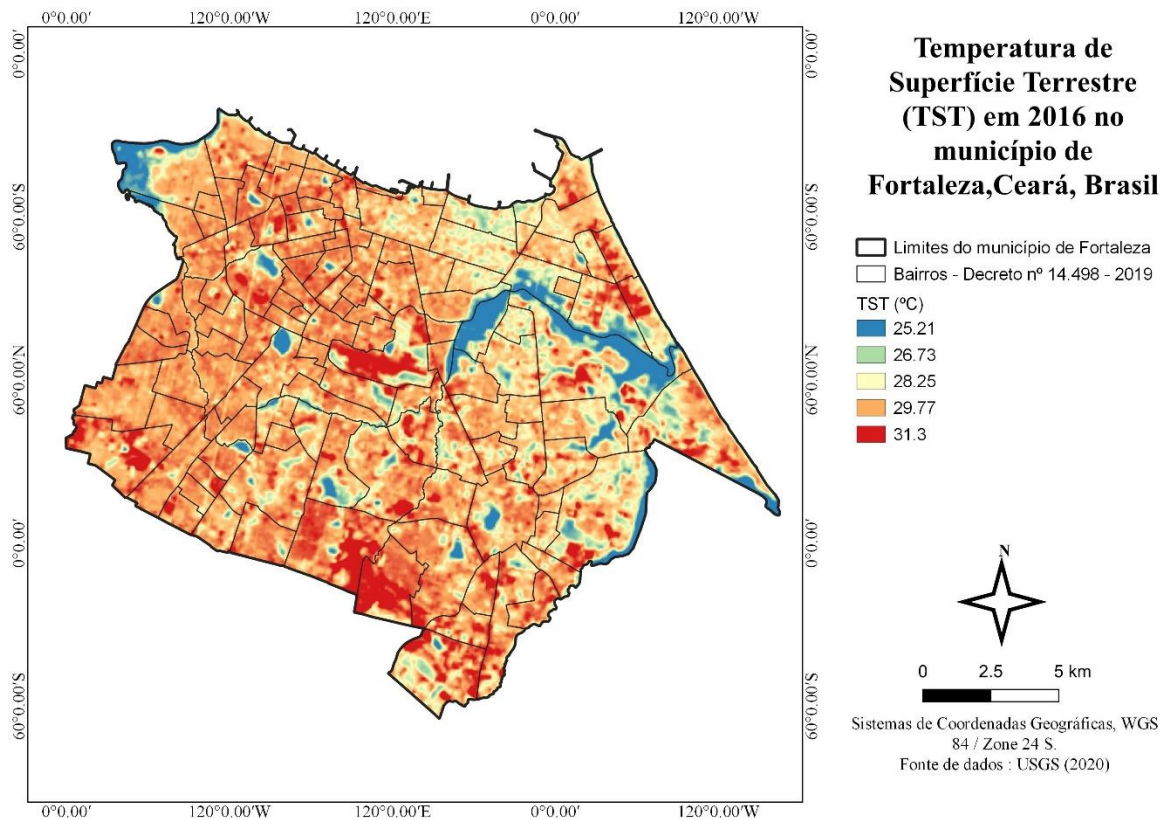 0°0.00′ 120°0.00′W 120°0.00′E 0°0.00′ 120°0.00′W
0°0.00′ 0°0.00′
60°0.00′S 60°0.00′S
60°0.00′N 60°0.00′N
0°0.00′ 0°0.00′
60°0.00′S 60°0.00′S
0°0.00′ 120°0.00′W 120°0.00′E 0°0.00′ 120°0.00′W
Temperatura de
Superfície Terrestre
(TST) em 2016 no
município de
Fortaleza,Ceará, Brasil
Limites do município de Fortaleza
Bairros - Decreto nº 14.498 - 2019
TST (ºC)
25.21
26.73
28.25
29.77
31.3
N
0 2.5 5 km
Sistemas de Coordenadas Geográficas, WGS
84 / Zone 24 S.
Fonte de dados : USGS (2020)